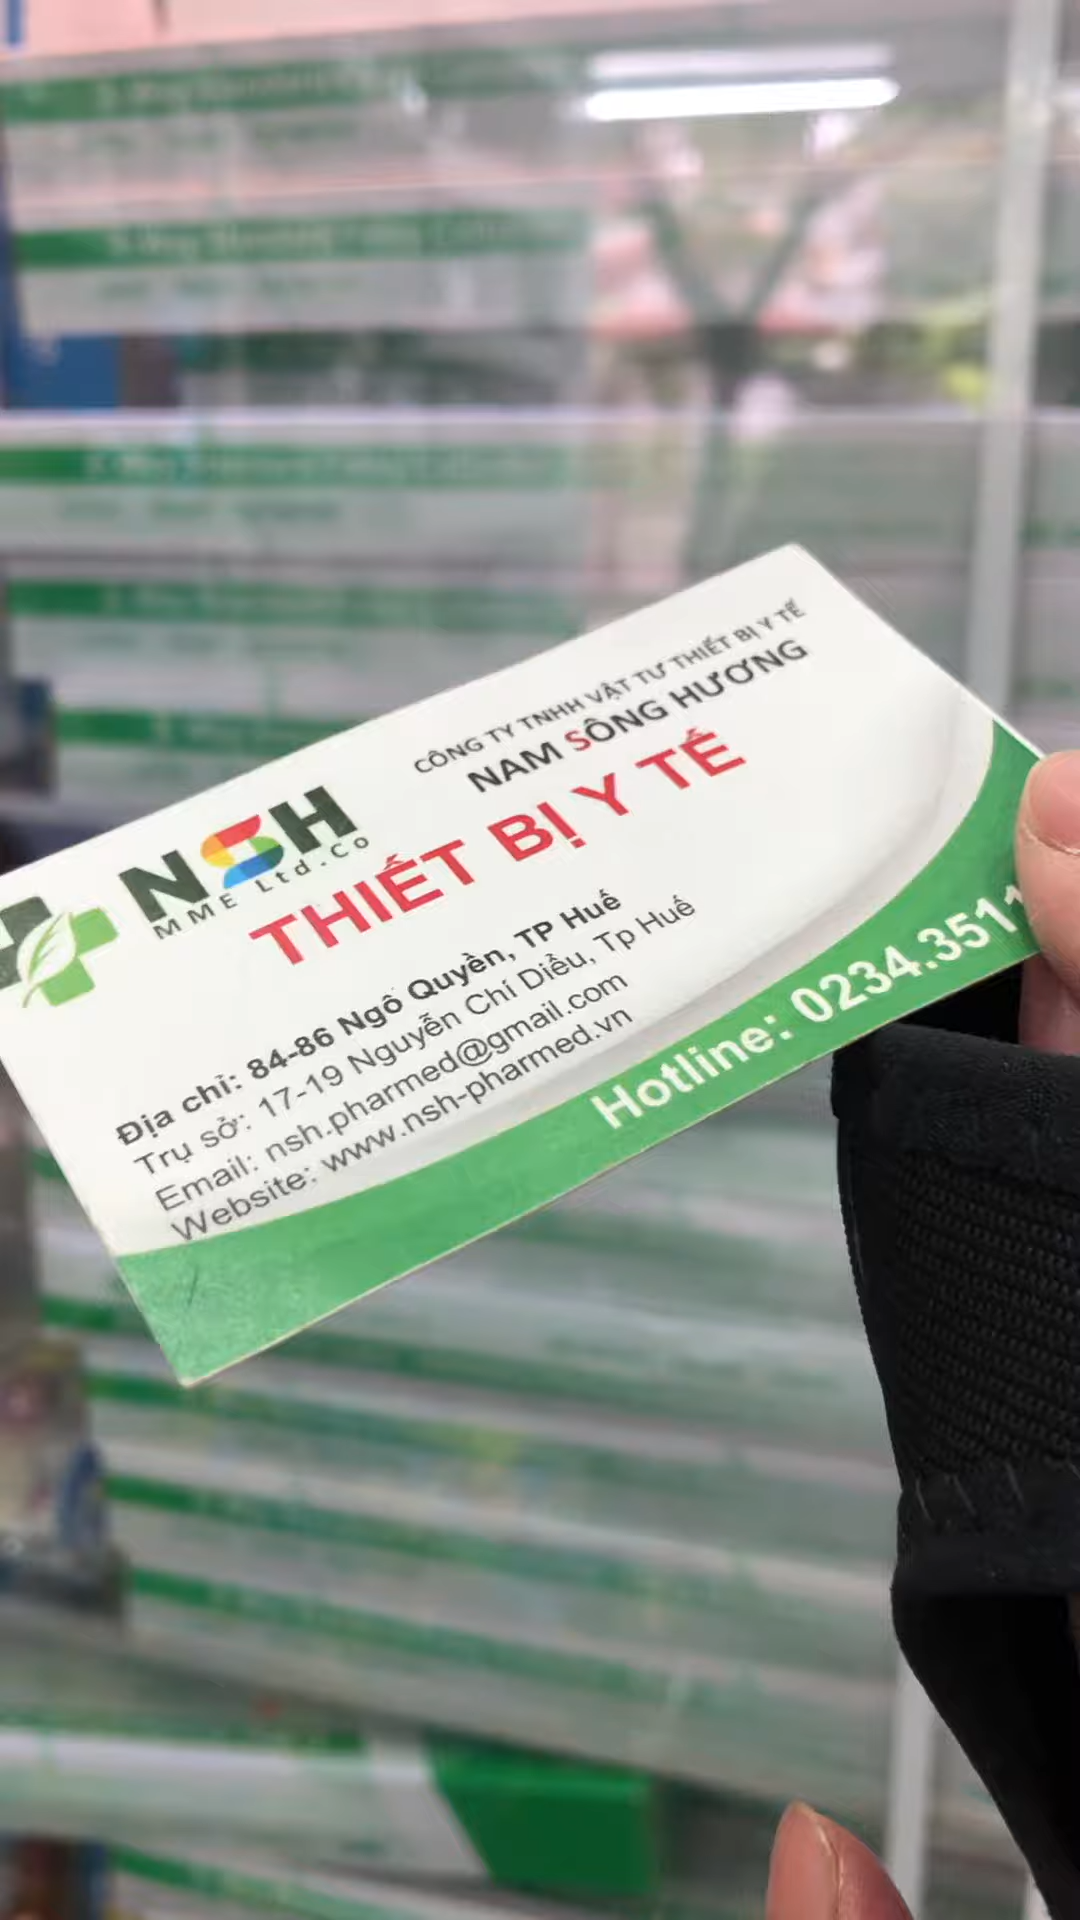 CÔNG TY TNHH VẬT TƯ THIẾT BỊ Y TẾ
NAM SÔNG HƯƠNG
NSH
MME Ltd.Co
THIẾT BỊ Y TẾ
Địa chỉ: 84-86 Ngô Quyền, TP Huế
Trụ sở: 17-19 Nguyễn Chí Diểu, Tp Huế
Email: nsh.pharmed@gmail.com
Website: www.nsh-pharmed.vn
Hotline: 0234.351